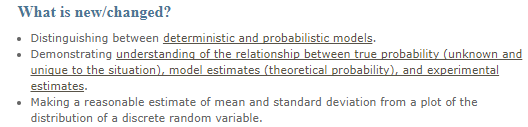 What is new/changed?
Distinguishing between deterministic and probabilistic models.
Demonstrating understanding of the relationship between true probability (unknown and
unique to the situation), model estimates (theoretical probability), and experimental
estimates.
Making a reasonable estimate of mean and standard deviation from a plot of the
distribution of a discrete random variable.